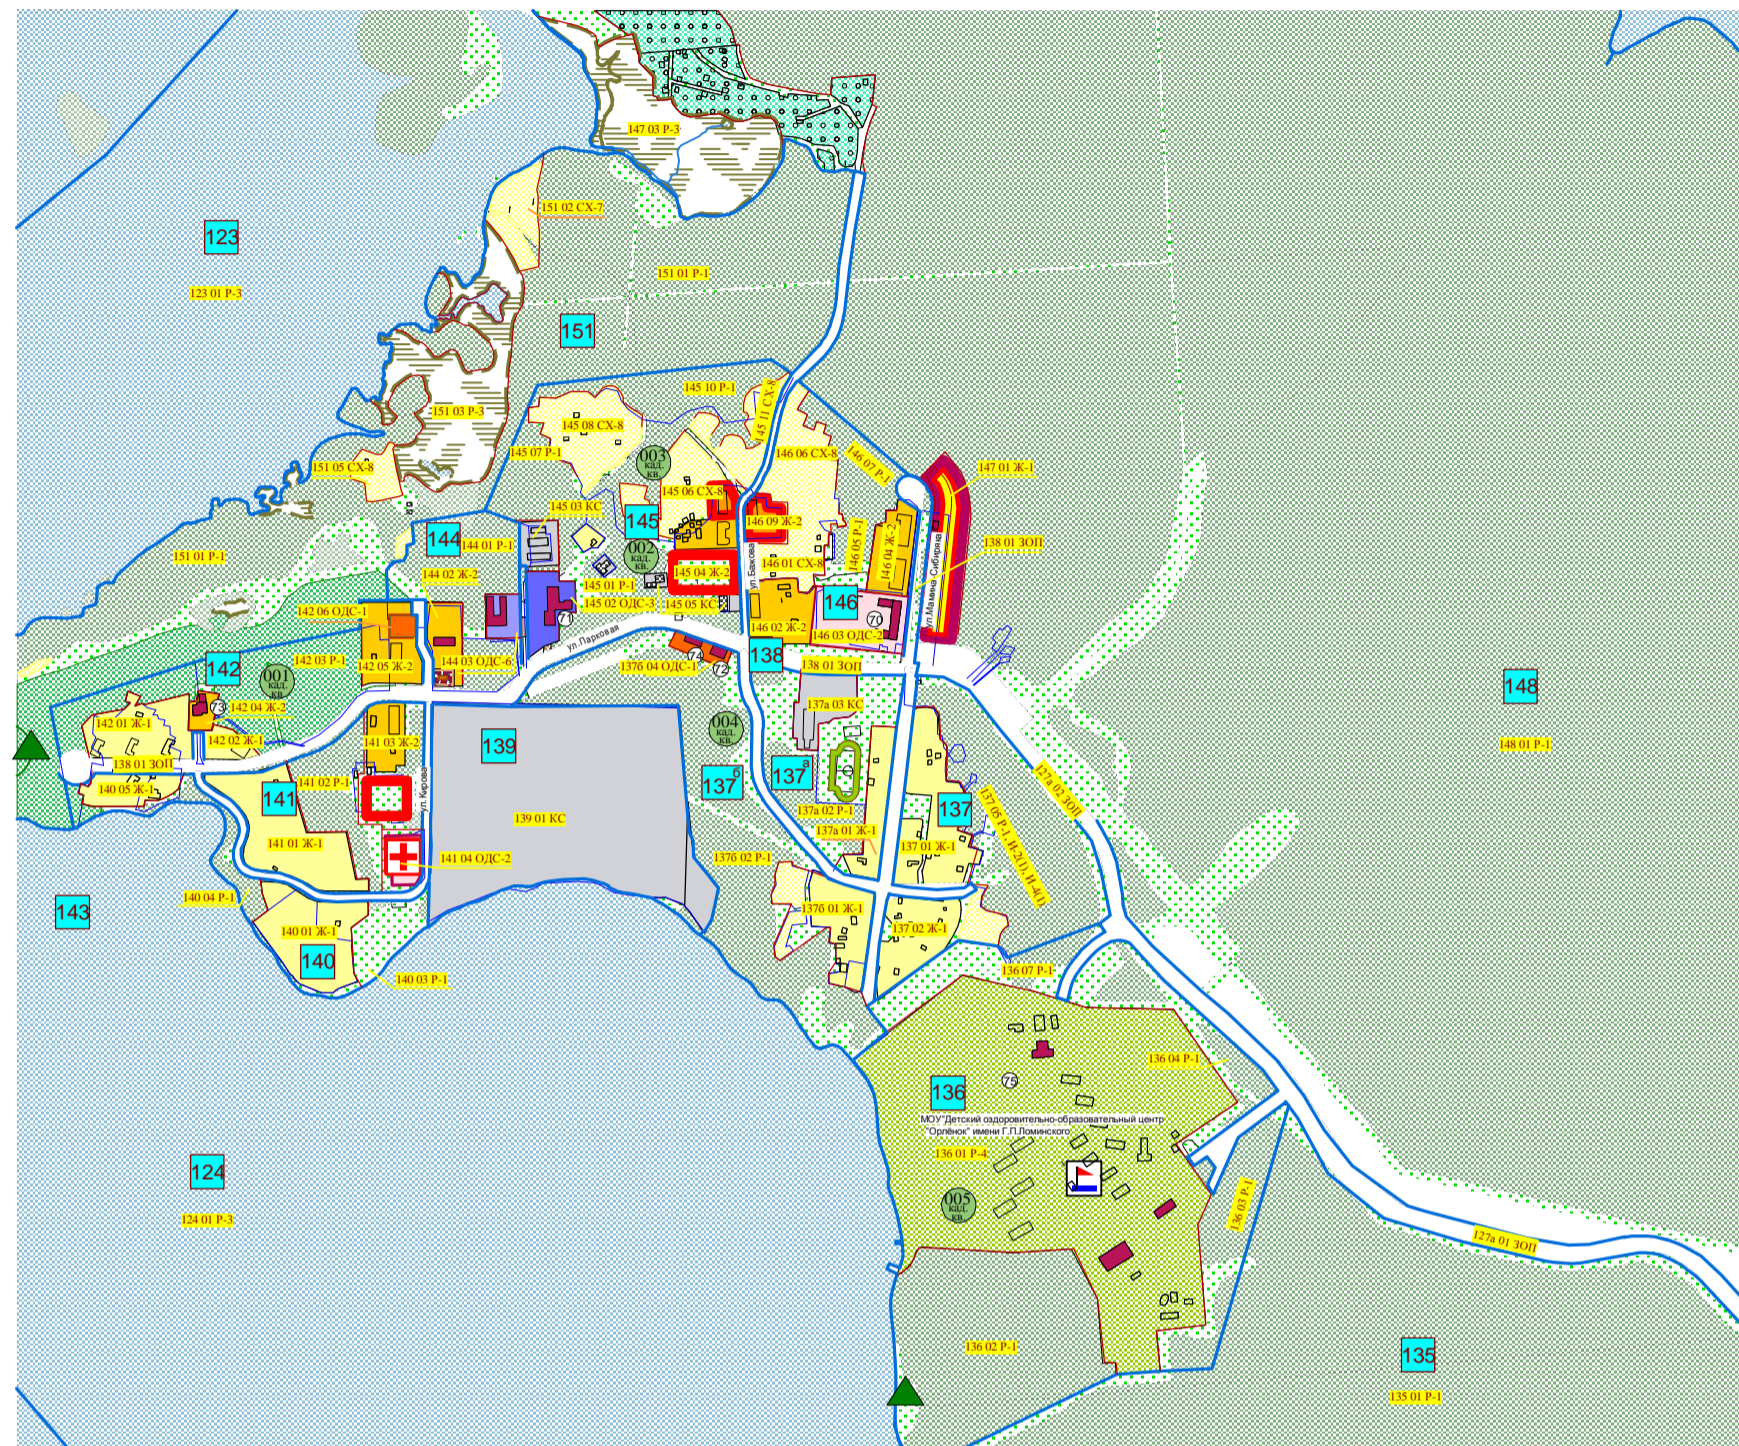 147 03 Р-3
151 02 СХ-7
123
151 01 Р-1
123 01 Р-3
151
145 10 Р-1
145 11 СХ-8
151 03 Р-3
145 08 СХ-8
145 07 Р-1
003
кад.
кв.
146 06 СХ-8
146 07 Р-1
147 01 Ж-1
151 05 СХ-8
145 06 СХ-8
145 03 КС
145
146 09 Ж-2
144
144 01 Р-1
002
кад.
кв.
ул.Бажова
146 05 Р-1
146 04 Ж-2
138 01 ЗОП
151 01 Р-1
146 01 СХ-8
145 04 Ж-2
144 02 Ж-2
145 01 Р-1
145 02 ОДС-3
145 05 КС
ул.Мамина Сибиряка
142 06 ОДС-1
71
146
70
146 02 Ж-2
146 03 ОДС-2
ул.Парковая
138
142 03 Р-1
142 05 Ж-2
144 03 ОДС-6
74
72
137б 04 ОДС-1
138 01 ЗОП
142
001
кад.
кв.
148
73
142 04 Ж-2
137а 03 КС
142 01 Ж-1
142 02 Ж-1
141 03 Ж-2
139
004
кад.
кв.
148 01 Р-1
138 01 ЗОП
140 05 Ж-1
141 02 Р-1
141
ул.Кирова
137б
137а
127а 02 ЗОП
137
137а 02 Р-1
139 01 КС
137а 01 Ж-1
137 05 Р-1, И-2(1), И-4(1)
141 01 Ж-1
141 04 ОДС-2
137б 02 Р-1
137 01 Ж-1
140 04 Р-1
143
137б 01 Ж-1
140 01 Ж-1
137 02 Ж-1
140
140 03 Р-1
136 07 Р-1
136 04 Р-1
75
136
МОУ"Детский оздоровительно-образовательный центр
"Орлёнок" имени Г.П.Ломинского
136 01 Р-4
124
005
кад.
кв.
136 03 Р-1
124 01 Р-3
127а 01 ЗОП
136 02 Р-1
135
135 01 Р-1